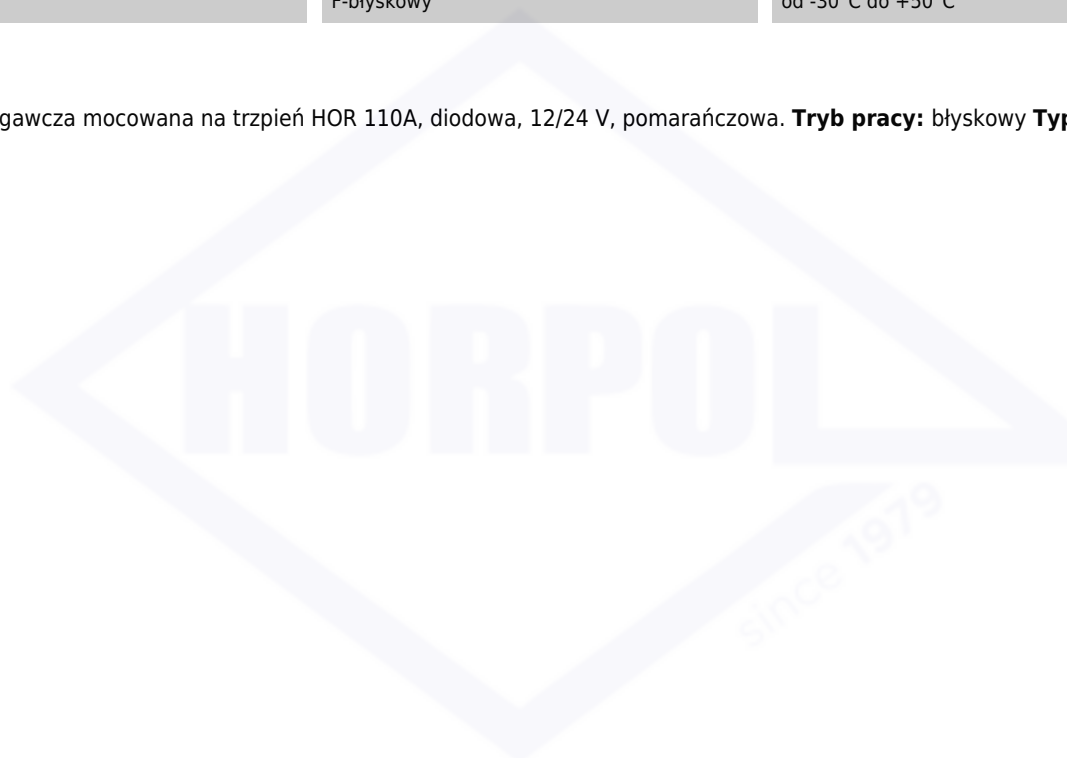 F-błyskowy od -30°C do +50°C
gawcza mocowana na trzpień HOR 110A, diodowa, 12/24 V, pomarańczowa. Tryb pracy: błyskowy Typ
HORPOL
since 1979